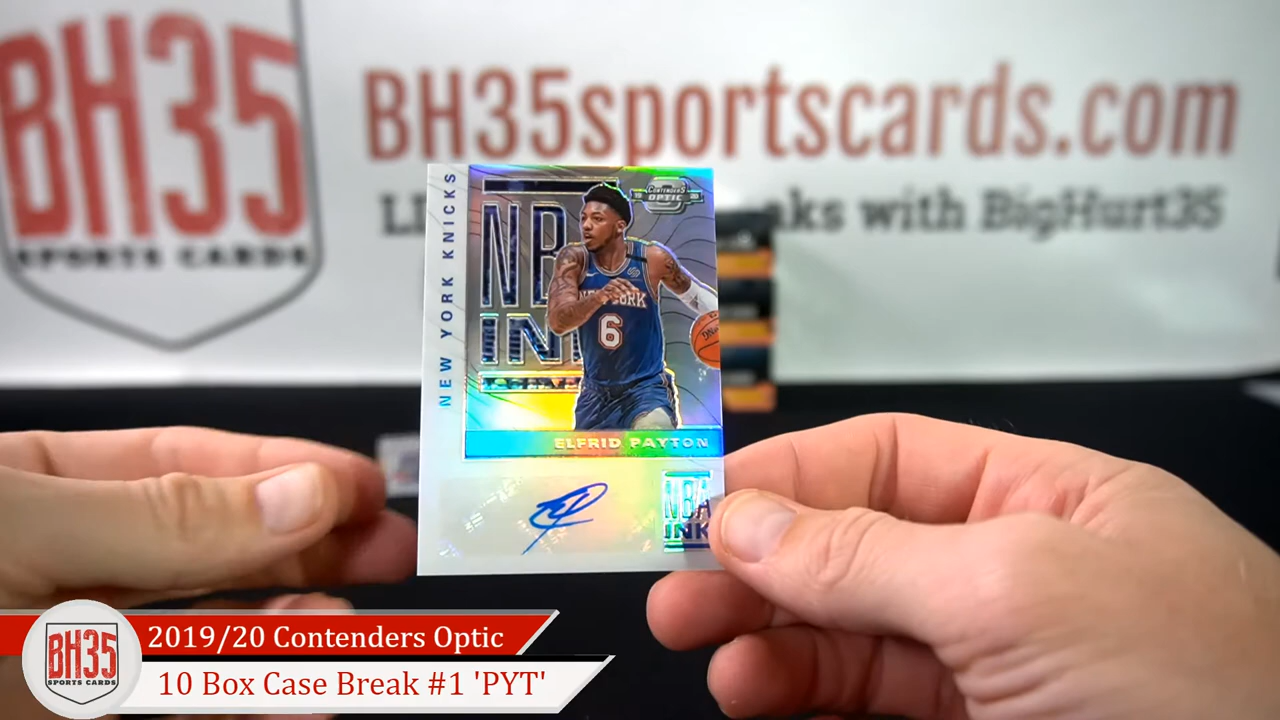 BH35
SPORTS CARDS
BH35sportscards.com
aks with BigHurt35
NEW YORK KNICKS
CONTENDERS
OPTIC
NB
INK
NEW YORK
6
ELFRID PAYTON
NBA
INK
BH35
SPORTS CARDS
2019/20 Contenders Optic
10 Box Case Break #1 'PYT'